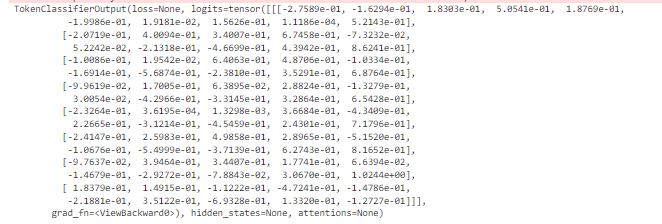 TokenClassifierOutput(loss=None, logits=tensor([[[-2.7589e-01, -1.6294e-01, 1.8303e-01, 5.0541e-01, 1.8769e-01,
-1.9986e-01, 1.9181e-02, 1.5626e-01, 1.1186e-04, 5.2143e-01],
[-2.0719e-01, 4.0094e-01, 3.4007e-01, 6.7458e-01, -7.3232e-02,
5.2242e-02, -2.1318e-01, -4.6699e-01, 4.3942e-01, 8.6241e-01],
[-1.0086e-01, 1.9542e-02, 6.4063e-01, 4.8706e-01, -1.0334e-01,
-1.6914e-01, -5.6874e-01, -2.3810e-01, 3.5291e-01, 6.8764e-01],
[-9.9619e-02, 1.7005e-01, 6.3895e-02, 2.8824e-01, -1.3279e-01,
3.0054e-02, -4.2966e-01, -3.3145e-01, 3.2864e-01, 6.5428e-01],
[-2.3264e-01, 3.6195e-04, 1.3298e-03, 3.6684e-01, -4.3409e-01,
2.2665e-01, -3.1214e-01, -4.5459e-01, 2.4301e-01, 7.1796e-01],
[-2.4147e-01, 2.5983e-01, 4.9858e-01, 2.8965e-01, -5.1520e-01,
-1.0676e-01, -5.4999e-01, -3.7139e-01, 6.2743e-01, 8.1652e-01],
[-9.7637e-02, 3.9464e-01, 3.4407e-01, 1.7741e-01, 6.6394e-02,
-1.4679e-01, -2.9272e-01, -7.8843e-02, 3.0670e-01, 1.0244e+00],
[ 1.8379e-01, 1.4915e-01, -1.1222e-01, -4.7241e-01, -1.4786e-01,
-2.1881e-01, 3.5122e-01, -6.9328e-01, 1.3320e-01, -1.2727e-01]]],
grad_fn=<ViewBackward0>), hidden_states=None, attentions=None)